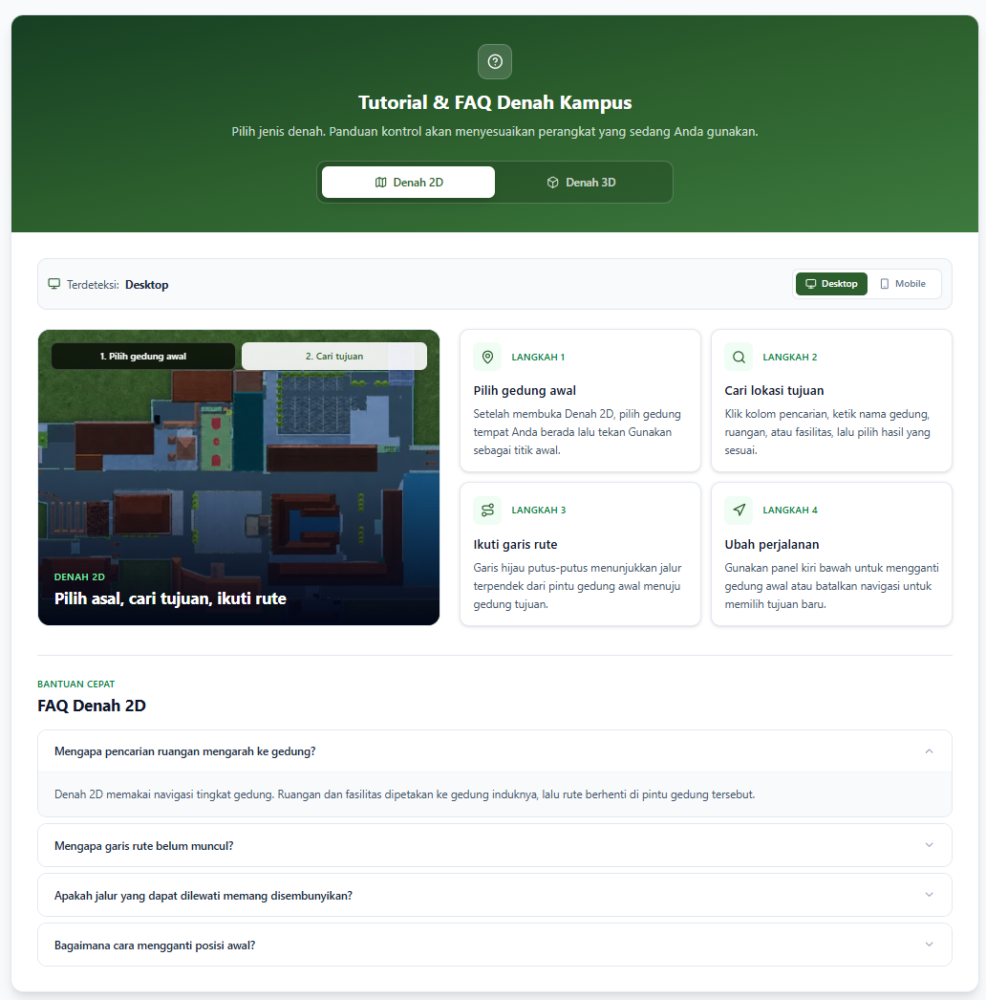 Tutorial & FAQ Denah Kampus
Pilih jenis denah. Panduan kontrol akan menyesuaikan perangkat yang sedang Anda gunakan.
Denah 2D
Denah 3D
Terdeteksi: Desktop
Desktop
Mobile
1. Pilih gedung awal
2. Cari tujuan
DENAH 2D
Pilih asal, cari tujuan, ikuti rute
LANGKAH 1
Pilih gedung awal
Setelah membuka Denah 2D, pilih gedung
tempat Anda berada lalu tekan Gunakan
sebagai titik awal.
LANGKAH 2
Cari lokasi tujuan
Klik kolom pencarian, ketik nama gedung,
ruangan, atau fasilitas, lalu pilih hasil yang
sesuai.
LANGKAH 3
Ikuti garis rute
Garis hijau putus-putus menunjukkan jalur
terpendek dari pintu gedung awal menuju
gedung tujuan.
LANGKAH 4
Ubah perjalanan
Gunakan panel kiri bawah untuk mengganti
gedung awal atau batalkan navigasi untuk
memilih tujuan baru.
BANTUAN CEPAT
FAQ Denah 2D
Mengapa pencarian ruangan mengarah ke gedung?
Denah 2D memakai navigasi tingkat gedung. Ruangan dan fasilitas dipetakan ke gedung induknya, lalu rute berhenti di pintu gedung tersebut.
Mengapa garis rute belum muncul?
Apakah jalur yang dapat dilewati memang disembunyikan?
Bagaimana cara mengganti posisi awal?